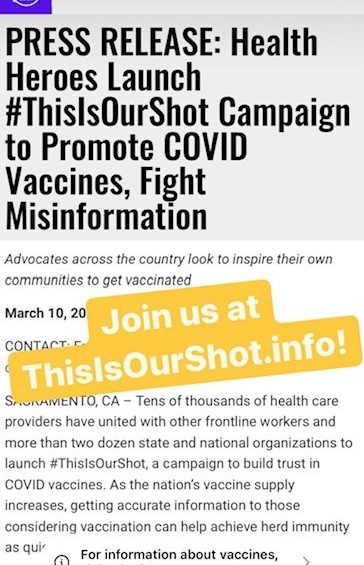 PRESS RELEASE: Health
Heroes Launch
#ThisIsOurShot Campaign
to Promote COVID
Vaccines, Fight
Misinformation
Advocates across the country look to inspire their own
communities to get vaccinated
March 10, 20
Join us at
CONTACT:
ThisIsOurShot.info!
SACRAMENTO, CA – Tens of thousands of health care
providers have united with other frontline workers and
more than two dozen state and national organizations to
launch #ThisIsOurShot, a campaign to build trust in
COVID vaccines. As the nation's vaccine supply
increases, getting accurate information to those
considering vaccination can help achieve herd immunity
as
For information about vaccines,